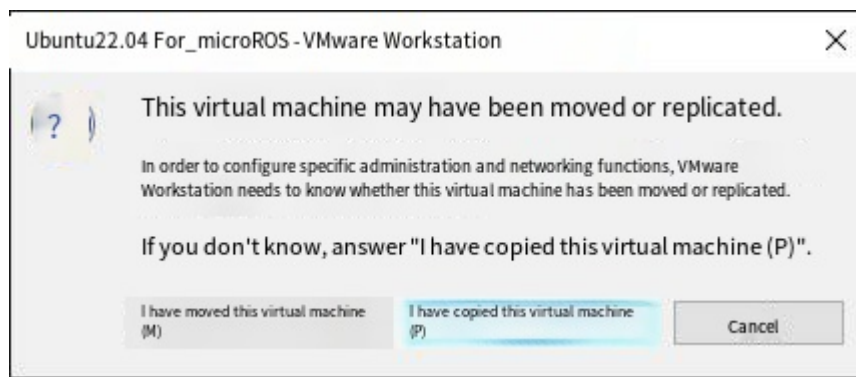 Ubuntu22.04 For_microROS - VMware Workstation
This virtual machine may have been moved or replicated.
?
In order to configure specific administration and networking functions, VMware
Workstation needs to know whether this virtual machine has been moved or replicated.
If you don't know, answer "I have copied this virtual machine (P)".
I have moved this virtual machine
(M)
I have copied this virtual machine
(P)
Cancel